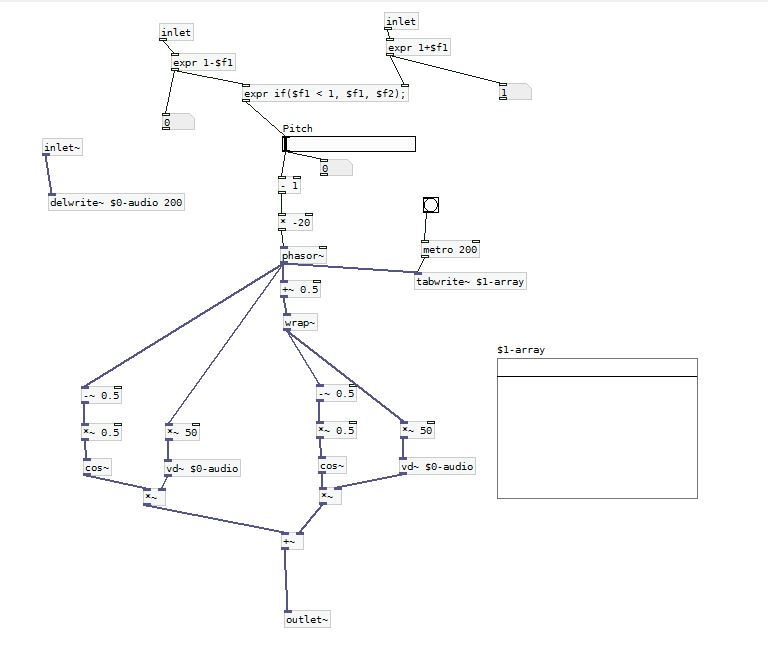 inlet
inlet
expr 1-$f1
expr 1+$f1
expr if($f1 < 1, $f1, $f2);
1
0
Pitch
inlet~
0
- 1
delwrite~ $0-audio 200
* -20
metro 200
phasor~
tabwrite~ $1-array
+~ 0.5
wrap~
$1-array
-~ 0.5
-~ 0.5
*~ 0.5
*~ 50
*~ 0.5
*~ 50
cos~
vd~ $0-audio
cos~
vd~ $0-audio
*~
*~
+~
outlet~